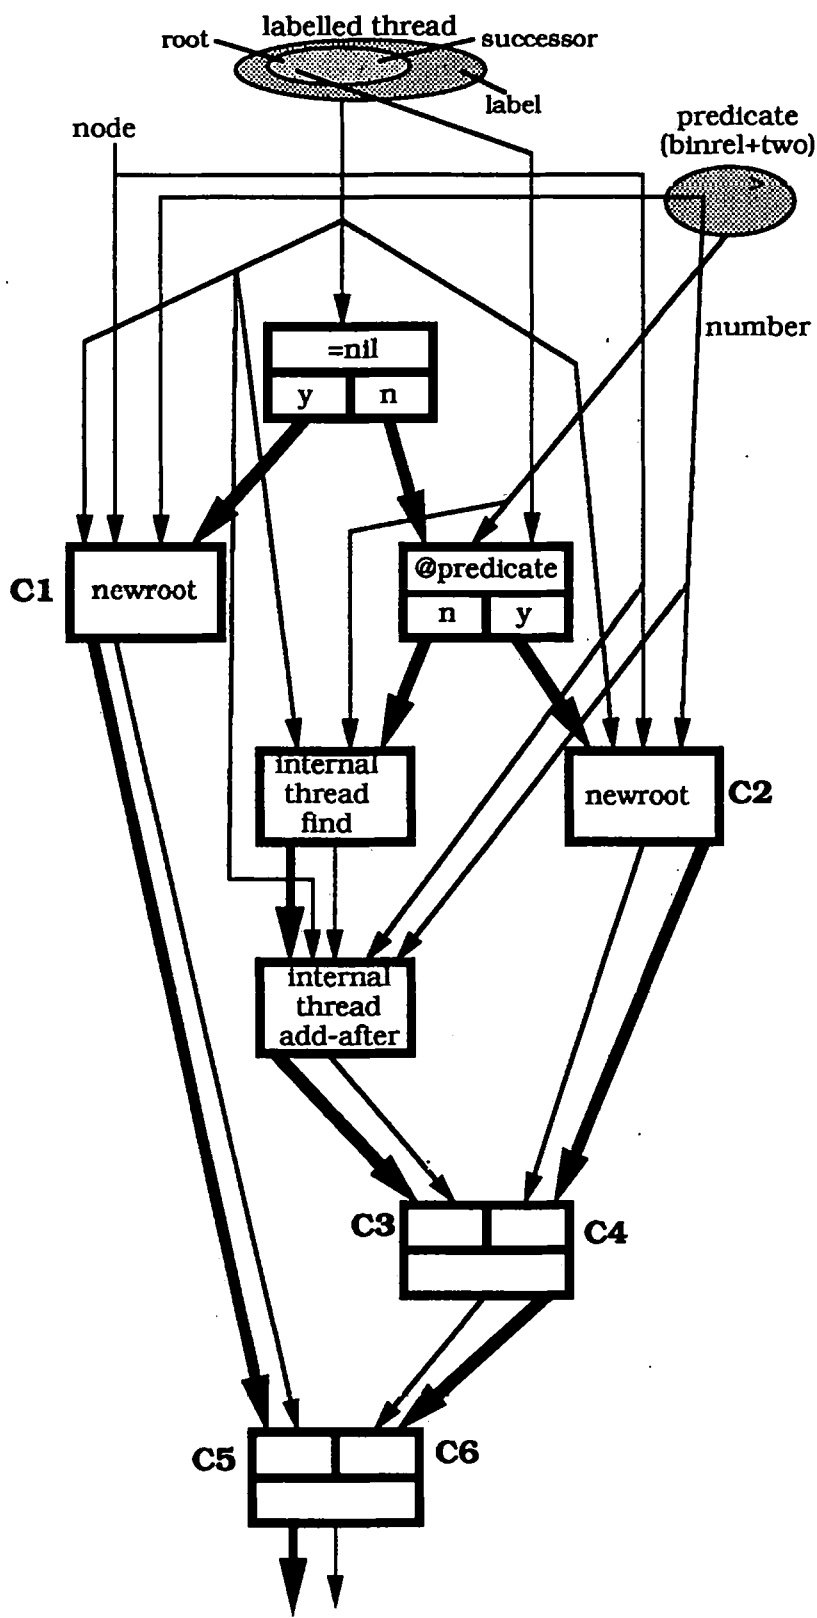 labelled thread
root
successor
label
node
predicate
(binrel+two)
>
number
=nil
y n
C1
newroot
@predicate
n y
internal
thread
find
newroot
C2
internal
thread
add-after
C3
C4
C5
C6